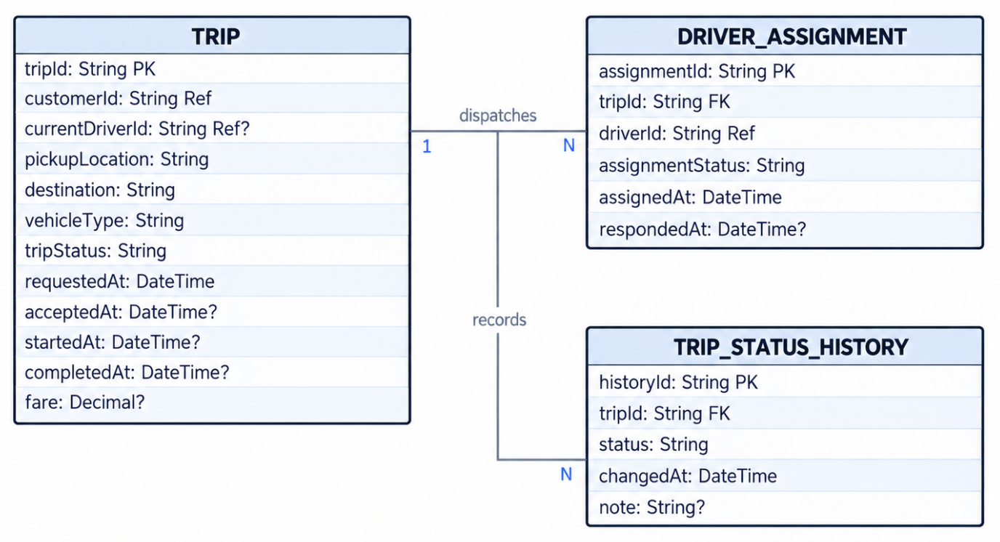 TRIP
tripId: String PK
customerId: String Ref
currentDriverId: String Ref?
pickupLocation: String
destination: String
vehicleType: String
tripStatus: String
requestedAt: DateTime
acceptedAt: DateTime?
startedAt: DateTime?
completedAt: DateTime?
fare: Decimal?
dispatches
1
N
records
N
DRIVER_ASSIGNMENT
assignmentId: String PK
tripId: String FK
driverId: String Ref
assignmentStatus: String
assignedAt: DateTime
respondedAt: DateTime?
TRIP_STATUS_HISTORY
historyId: String PK
tripId: String FK
status: String
changedAt: DateTime
note: String?